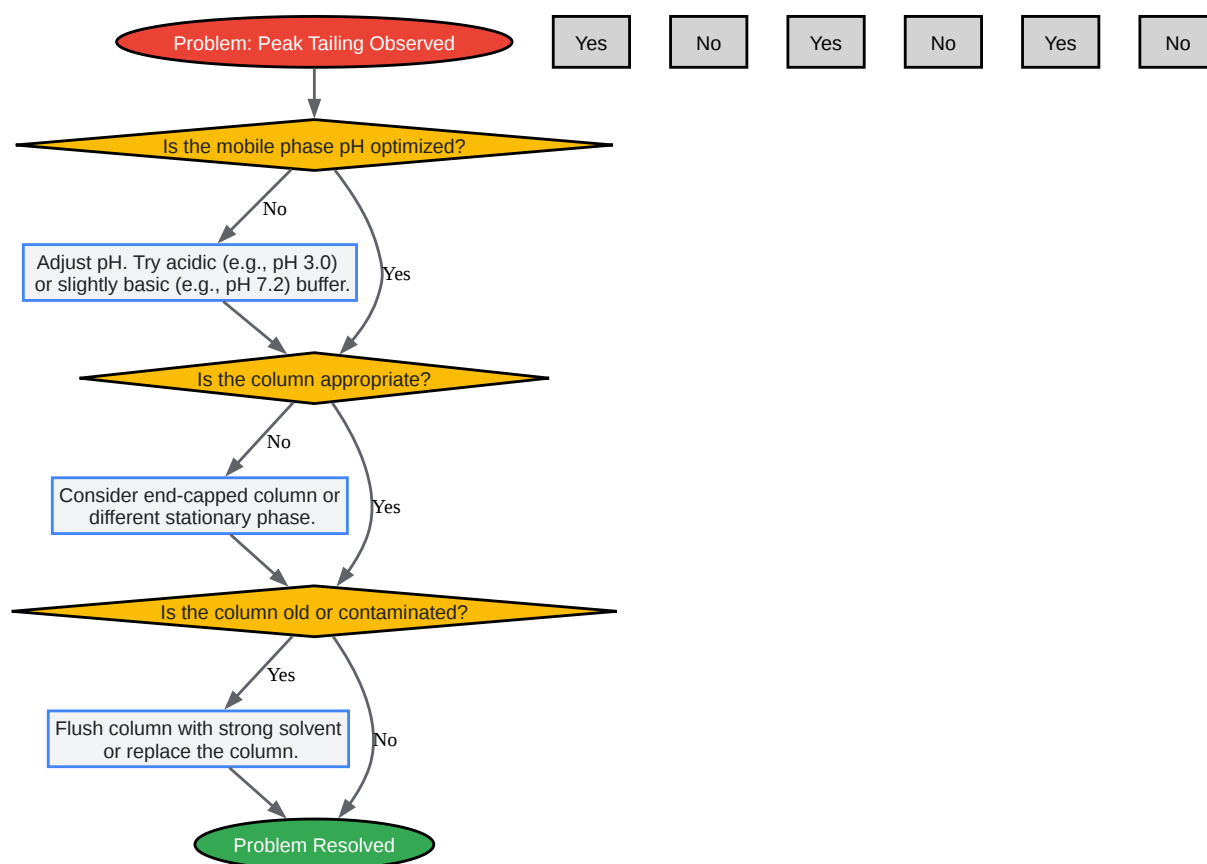 Problem: Peak Tailing Observed
Yes
No
Yes
No
Yes
No
Is the mobile phase pH optimized?
No
Adjust pH. Try acidic (e.g., pH 3.0)
or slightly basic (e.g., pH 7.2) buffer.
Yes
Is the column appropriate?
No
Consider end-capped column or
different stationary phase.
Yes
Is the column old or contaminated?
Yes
Flush column with strong solvent
or replace the column.
No
Problem Resolved